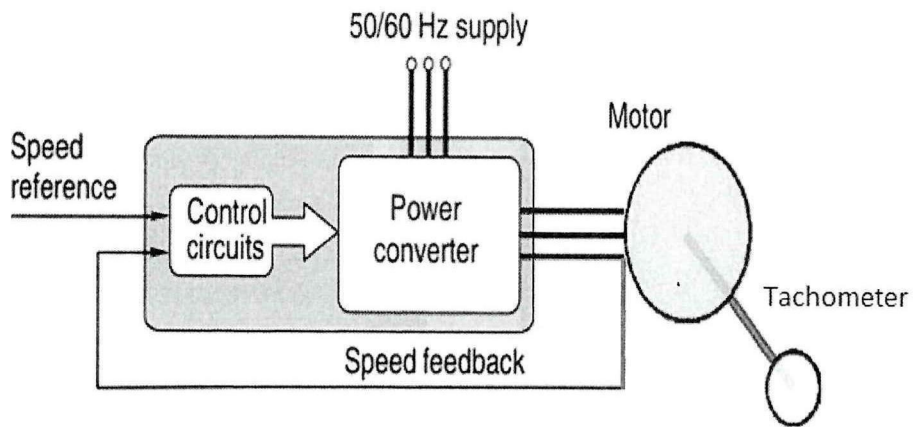 50/60 Hz supply
Motor
Speed
reference
Control
circuits
Power
converter
Tachometer
Speed feedback